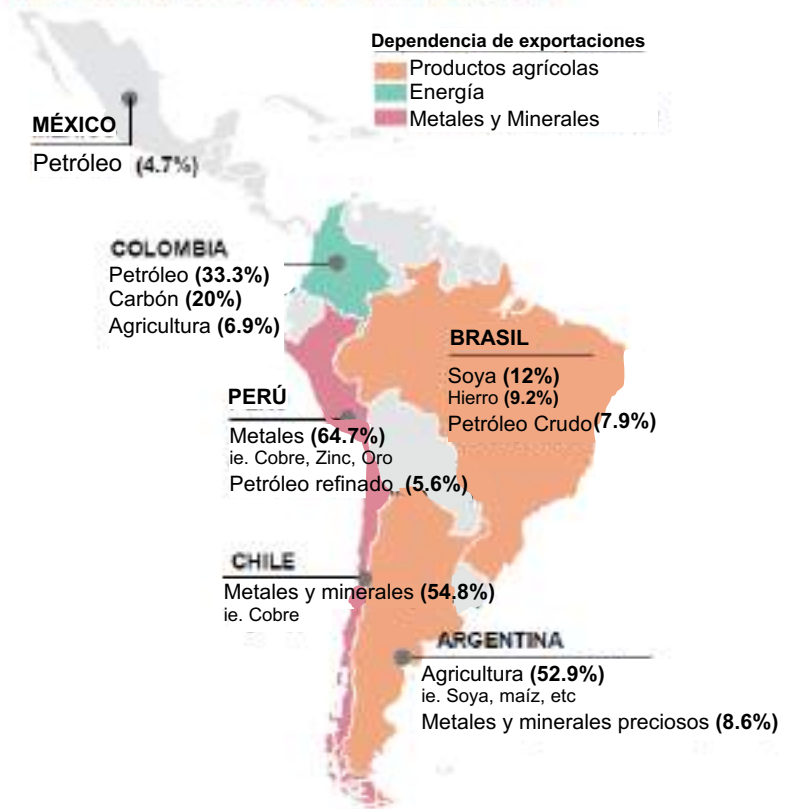 Dependencia de exportaciones
Productos agrícolas
Energía
Metales y Minerales
MÉXICO
Petróleo (4.7%)
COLOMBIA
Petróleo (33.3%)
Carbón (20%)
Agricultura (6.9%)
BRASIL
Soya (12%)
Hierro (9.2%)
Petróleo Crudo (7.9%)
PERÚ
Metales (64.7%)
ie. Cobre, Zinc, Oro
Petróleo refinado (5.6%)
CHILE
Metales y minerales (54.8%)
ie. Cobre
ARGENTINA
Agricultura (52.9%)
ie. Soya, maíz, etc
Metales y minerales preciosos (8.6%)